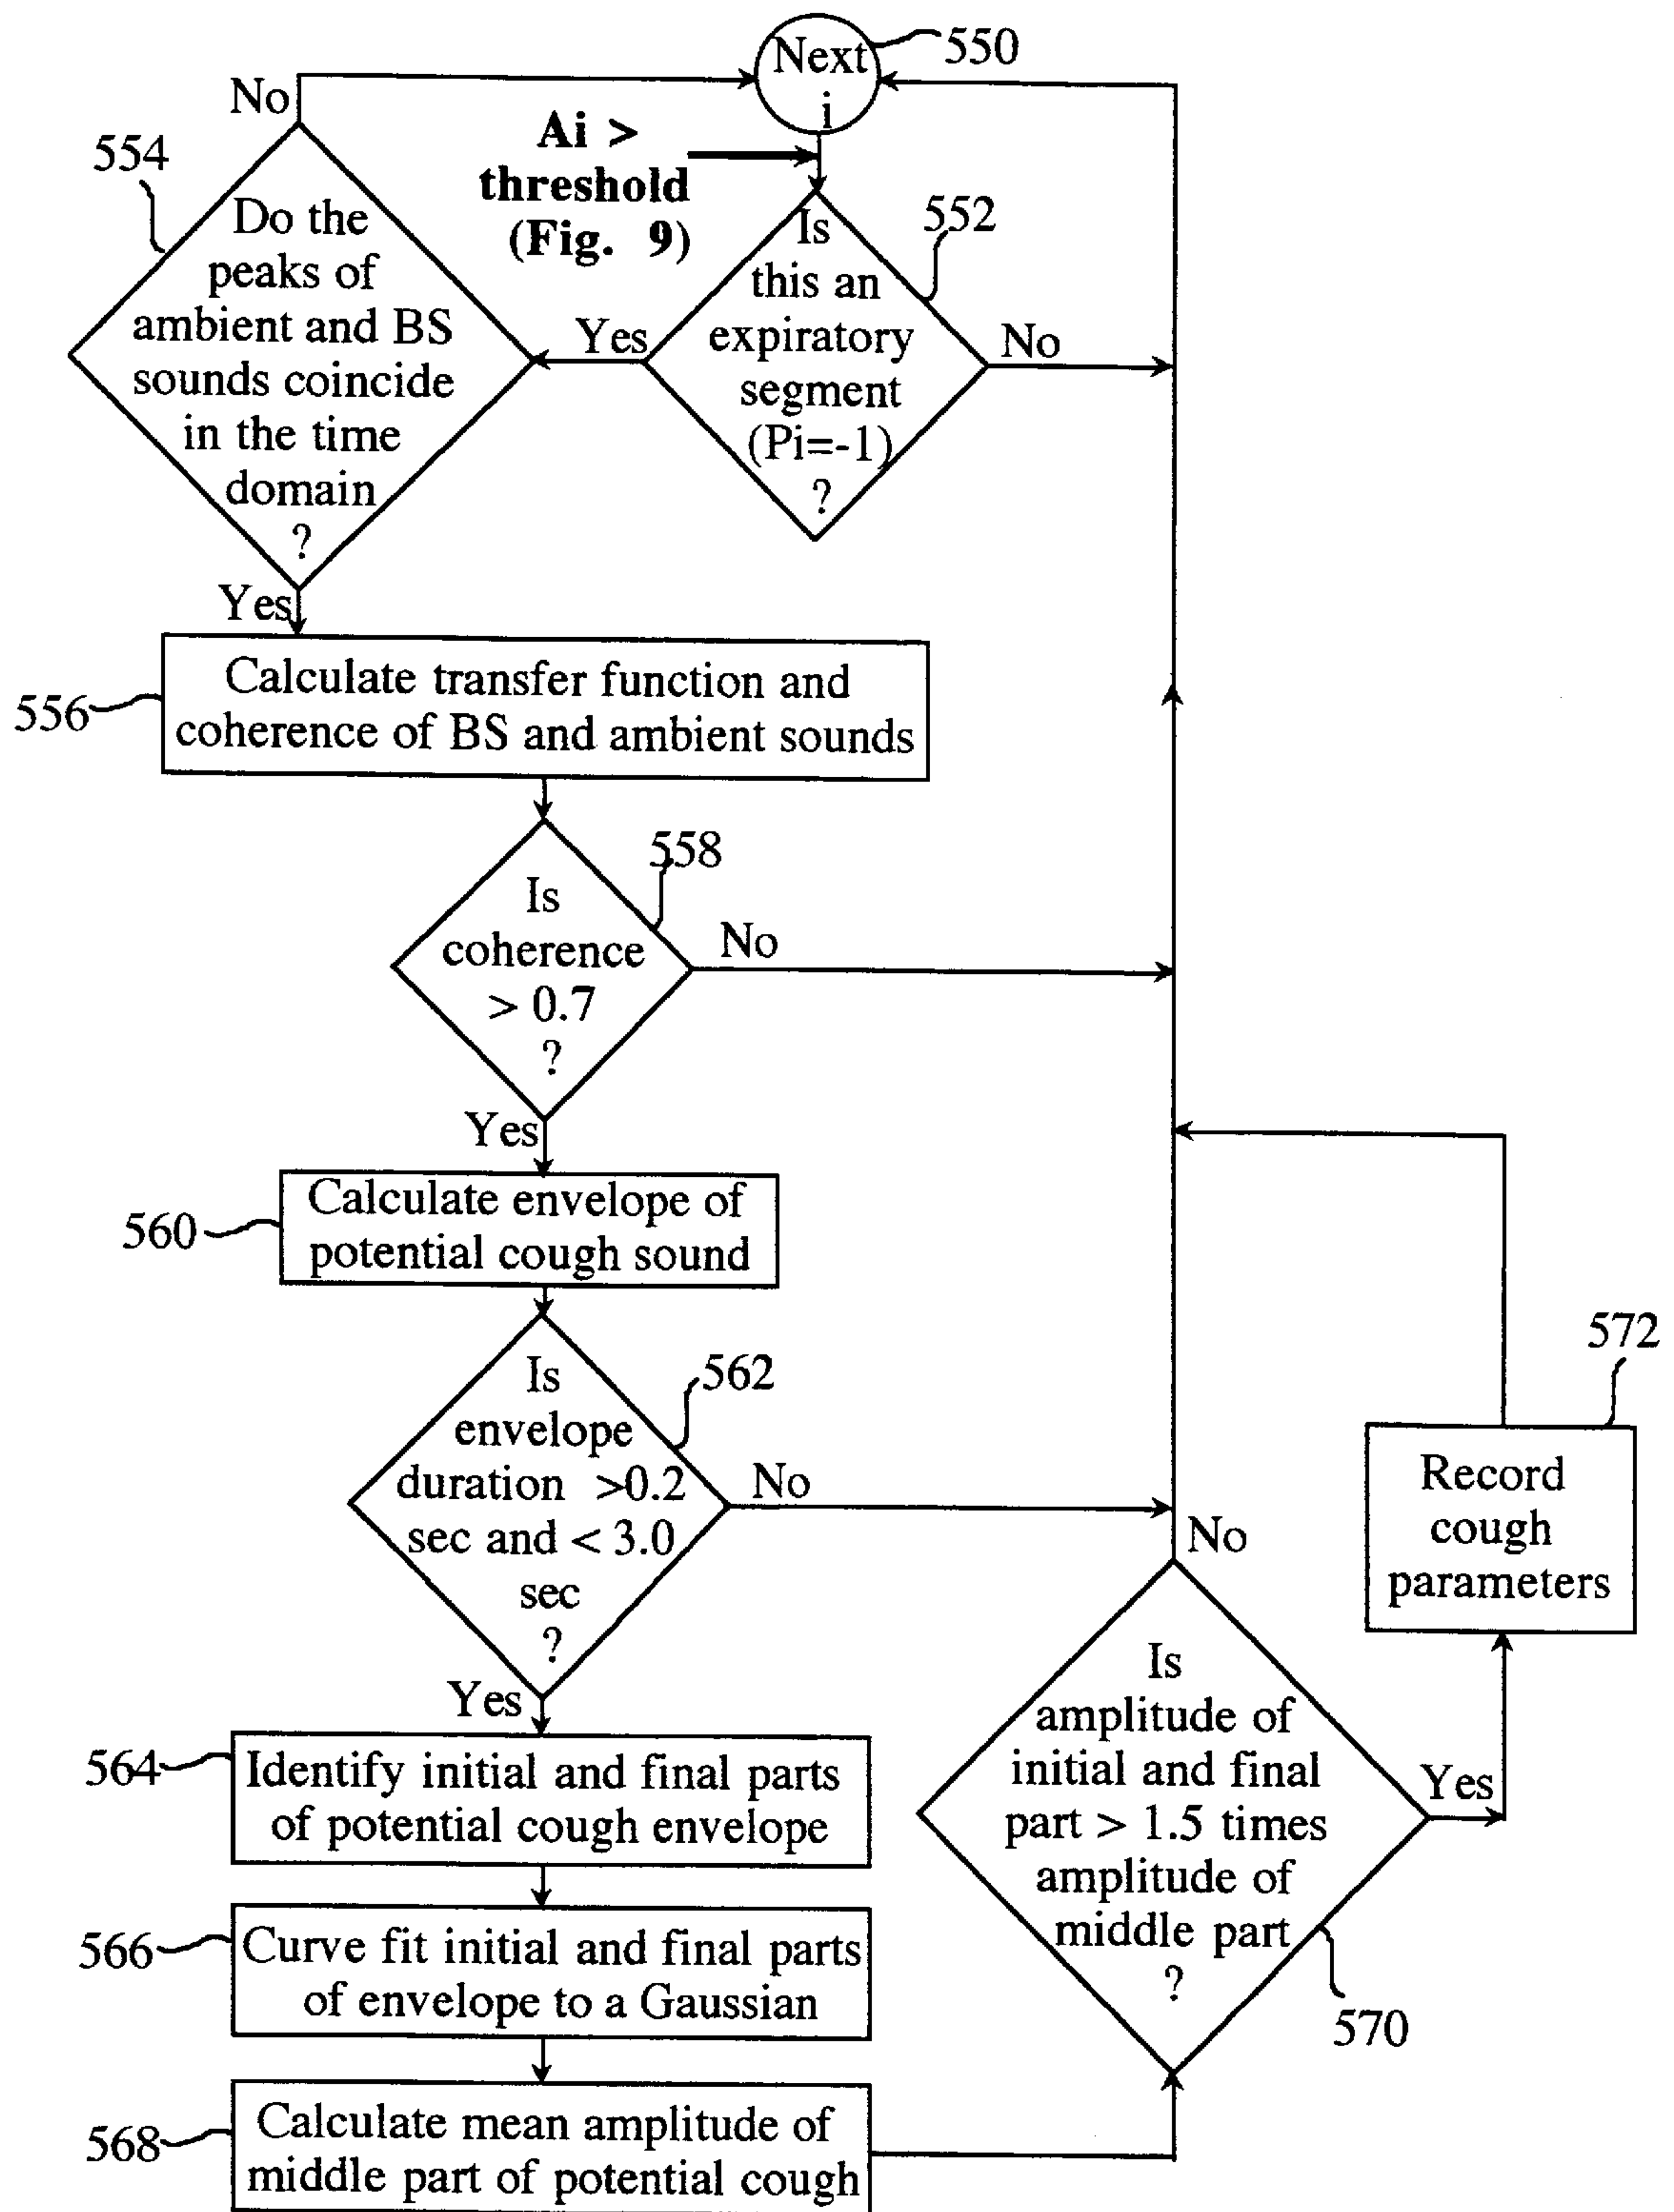 Next
i
550
No
Ai >
threshold
(Fig. 9)
554
Do the
peaks of
ambient and BS
sounds coincide
in the time
domain
?
Yes
552
Is
this an
expiratory
segment
(Pi=-1)
?
No
Yes
556
Calculate transfer function and
coherence of BS and ambient sounds
558
Is
coherence
> 0.7
?
No
Yes
560
Calculate envelope of
potential cough sound
562
Is
envelope
duration >0.2
sec and < 3.0
sec
?
No
Yes
564
Identify initial and final parts
of potential cough envelope
566
Curve fit initial and final parts
of envelope to a Gaussian
568
Calculate mean amplitude of
middle part of potential cough
No
Is
amplitude of
initial and final
part > 1.5 times
amplitude of
middle part
?
570
Yes
572
Record
cough
parameters